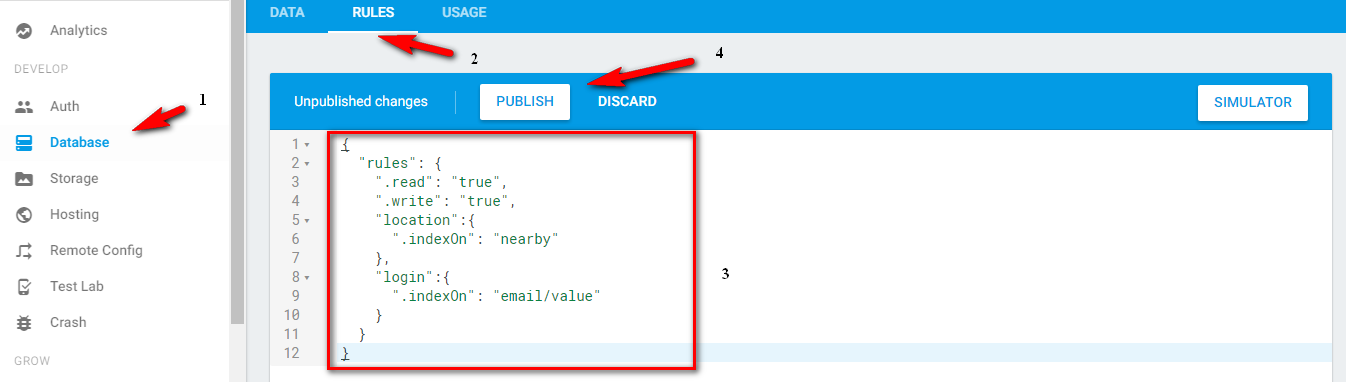 Analytics
DEVELOP
Auth
Database
Storage
Hosting
Remote Config
Test Lab
Crash
GROW
1
DATA RULES USAGE
2
4
Unpublished changes PUBLISH DISCARD SIMULATOR
1 {
2 "rules": {
3 ".read": "true",
4 ".write": "true",
5 "location":{
6 ".indexOn": "nearby"
7 },
8 "login":{
9 ".indexOn": "email/value"
10 }
11 }
12 }
3